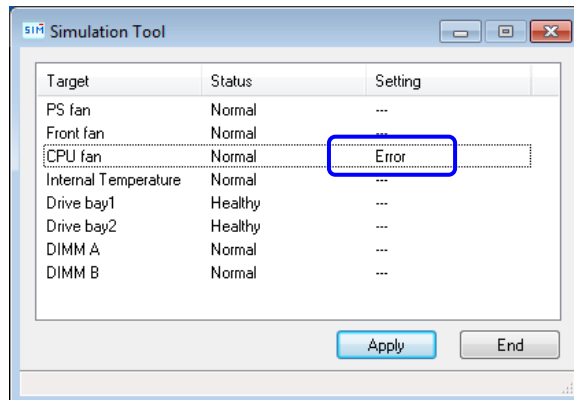 SIM Simulation Tool
Target Status Setting
PS fan Normal ---
Front fan Normal ---
CPU fan Normal Error
Internal Temperature Normal ---
Drive bay1 Healthy ---
Drive bay2 Healthy ---
DIMM A Normal ---
DIMM B Normal ---
Apply End